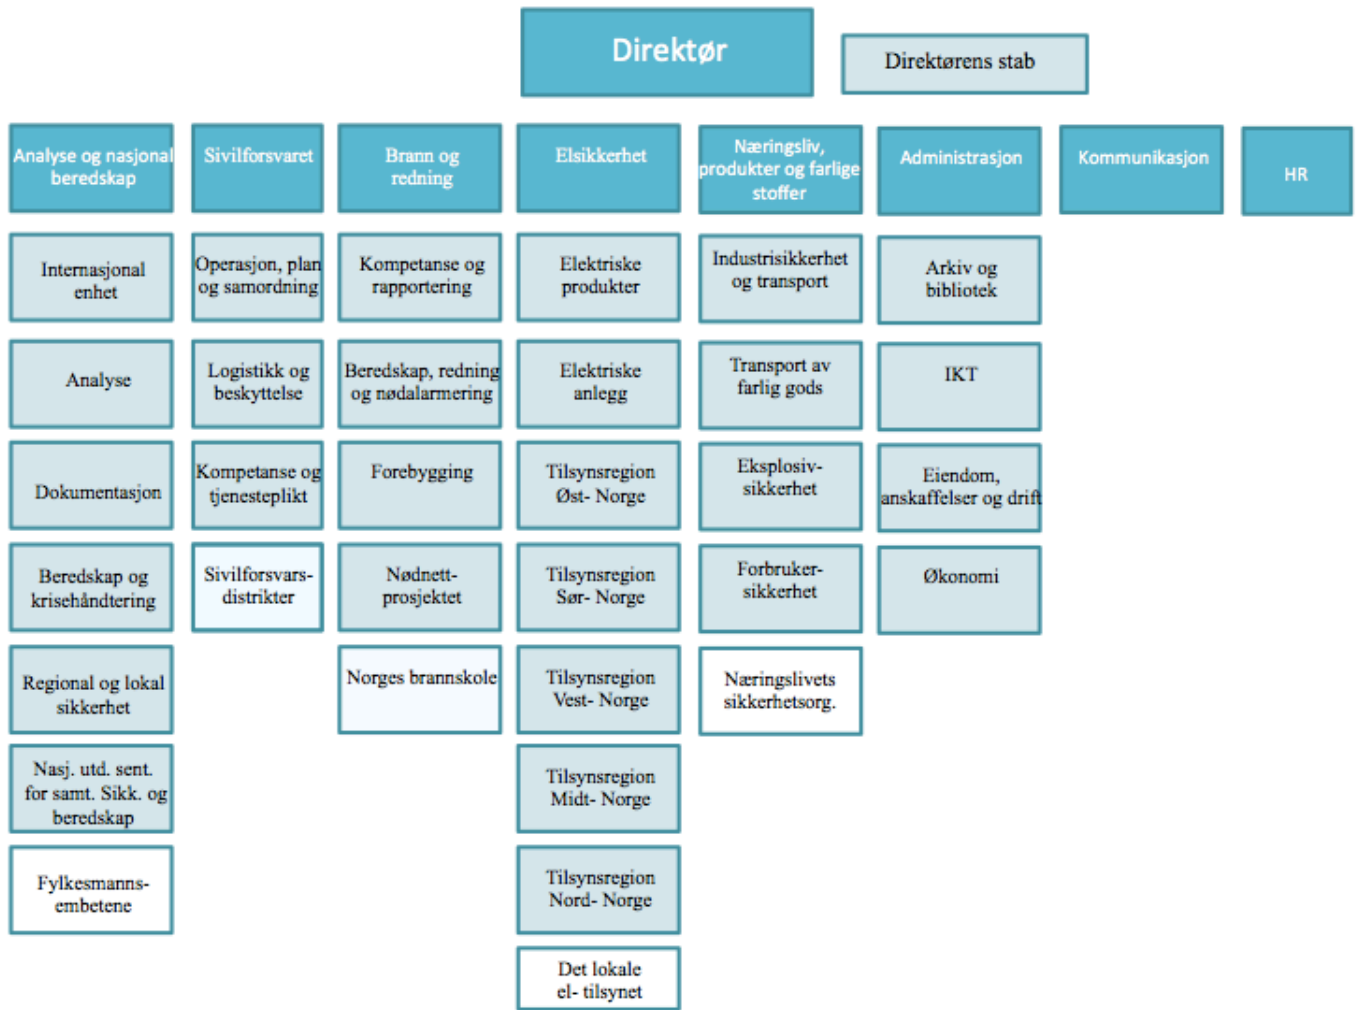 Direktør
Direktørens stab
Analyse og nasjonal
beredskap
Sivilforsvaret
Brann og
redning
Elsikkerhet
Næringsliv,
produkter og farlige
stoffer
Administrasjon
Kommunikasjon
HR
Internasjonal
enhet
Operasjon, plan
og samordning
Kompetanse og
rapportering
Elektriske
produkter
Industrisikkerhet
og transport
Arkiv og
bibliotek
Analyse
Logistikk og
beskyttelse
Beredskap, redning
og nødalarmering
Elektriske
anlegg
Transport av
farlig gods
IKT
Dokumentasjon
Kompetanse og
tjenesteplikt
Forebygging
Tilsynsregion
Øst- Norge
Eksplosiv-
sikkerhet
Eiendom,
anskaffelser og drift
Beredskap og
krisehåndtering
Sivilforsvars-
distrikter
Nødnett-
prosjektet
Tilsynsregion
Sør- Norge
Forbruker-
sikkerhet
Økonomi
Regional og lokal
sikkerhet
Norges brannskole
Tilsynsregion
Vest- Norge
Næringslivets
sikkerhetsorg.
Nasj. utd. sent.
for samt. Sikk. og
beredskap
Tilsynsregion
Midt- Norge
Fylkesmanns-
embetene
Tilsynsregion
Nord- Norge
Det lokale
el- tilsynet